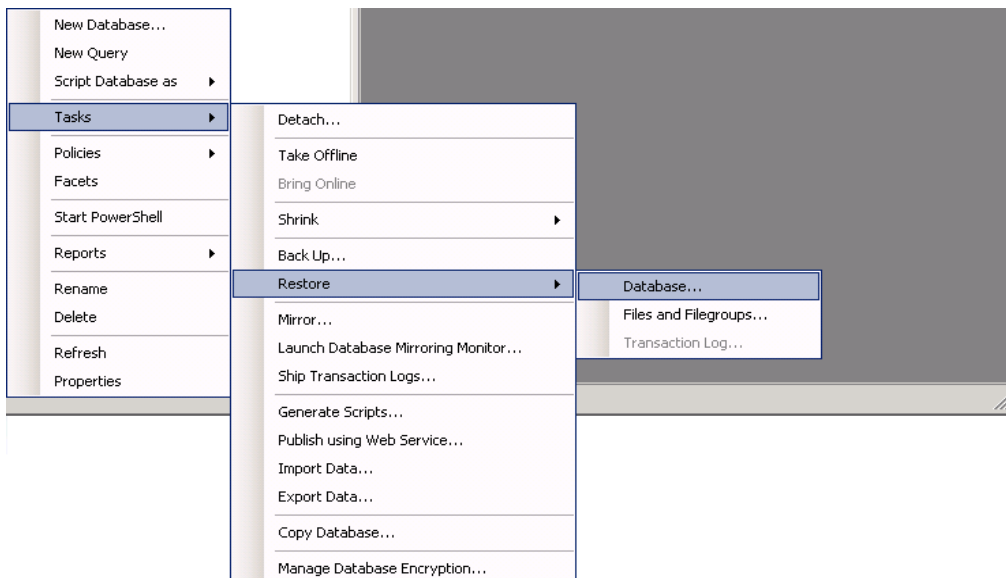 New Database...
New Query
Script Database as
Tasks
Policies
Facets
Start PowerShell
Reports
Rename
Delete
Refresh
Properties
Detach...
Take Offline
Bring Online
Shrink
Back Up...
Restore
Mirror...
Launch Database Mirroring Monitor...
Ship Transaction Logs...
Generate Scripts...
Publish using Web Service...
Import Data...
Export Data...
Copy Database...
Manage Database Encryption...
Database...
Files and Filegroups...
Transaction Log...